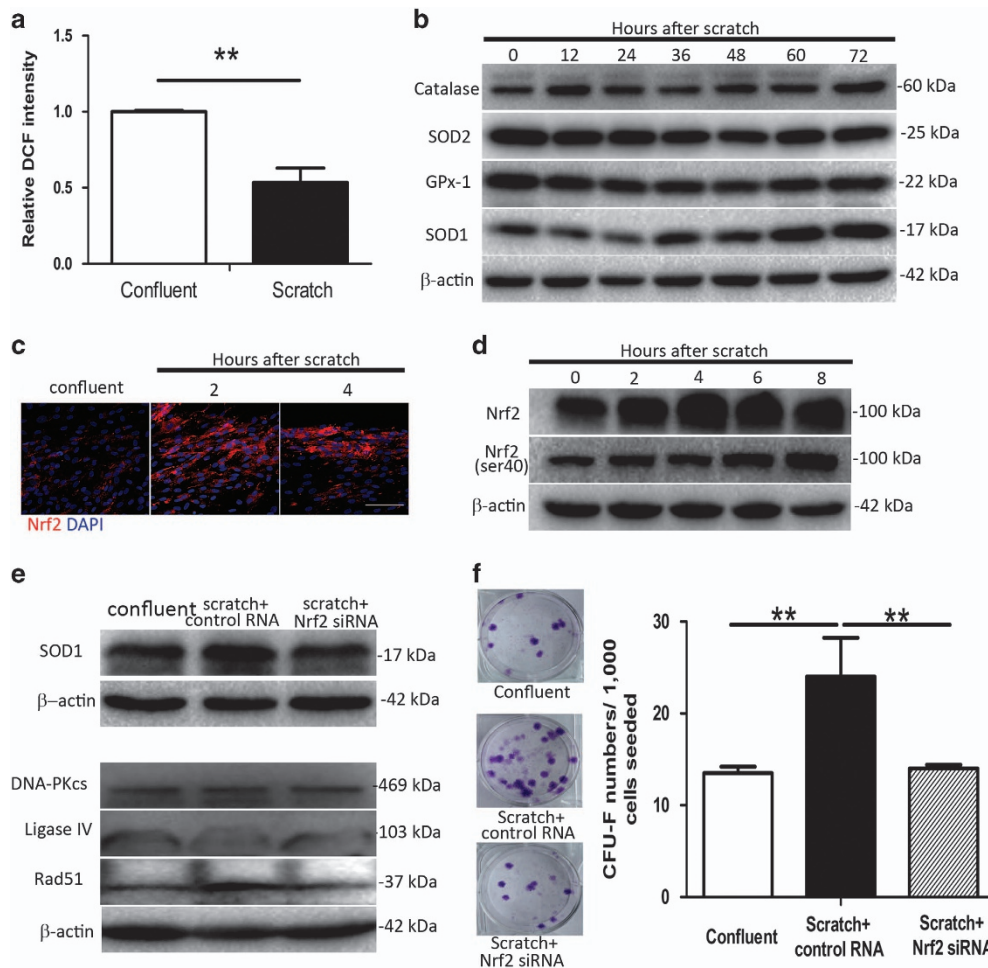 a
1.5
1.0
0.5
0.0
Relative DCF intensity
**
Confluent
Scratch
b
Hours after scratch
0 12 24 36 48 60 72
Catalase -60 kDa
SOD2 -25 kDa
GPx-1 -22 kDa
SOD1 -17 kDa
β-actin -42 kDa
c
Hours after scratch
confluent 2 4
Nrf2 DAPI
d
Hours after scratch
0 2 4 6 8
Nrf2 -100 kDa
Nrf2
(ser40) -100 kDa
β-actin -42 kDa
e
confluent scratch+ scratch+
control RNA Nrf2 siRNA
SOD1 -17 kDa
β-actin -42 kDa
DNA-PKcs -469 kDa
Ligase IV -103 kDa
Rad51 -37 kDa
β-actin -42 kDa
f
Confluent
Scratch+
control RNA
Scratch+
Nrf2 siRNA
CFU-F numbers/ 1,000
cells seeded
30
20
10
0
** **
Confluent
Scratch+
control RNA
Scratch+
Nrf2 siRNA